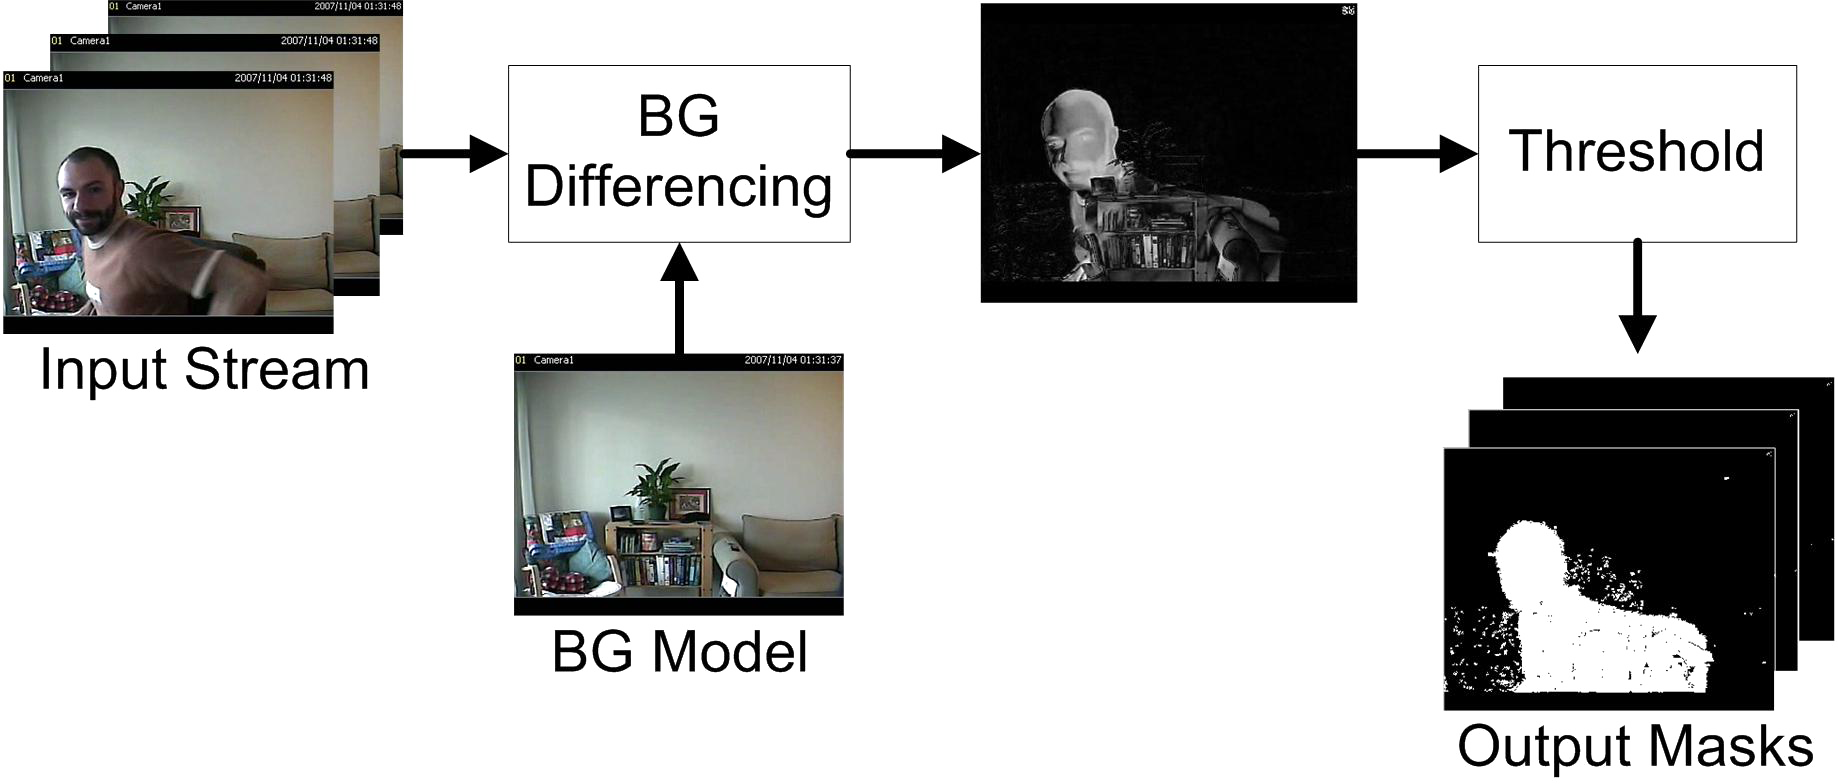 01 Camera1 2007/11/04 01:31:48
01 Camera1 2007/11/04 01:31:48
01 Camera1 2007/11/04 01:31:48
Input Stream
BG
Differencing
01 Camera1 2007/11/04 01:31:37
BG Model
Threshold
Output Masks